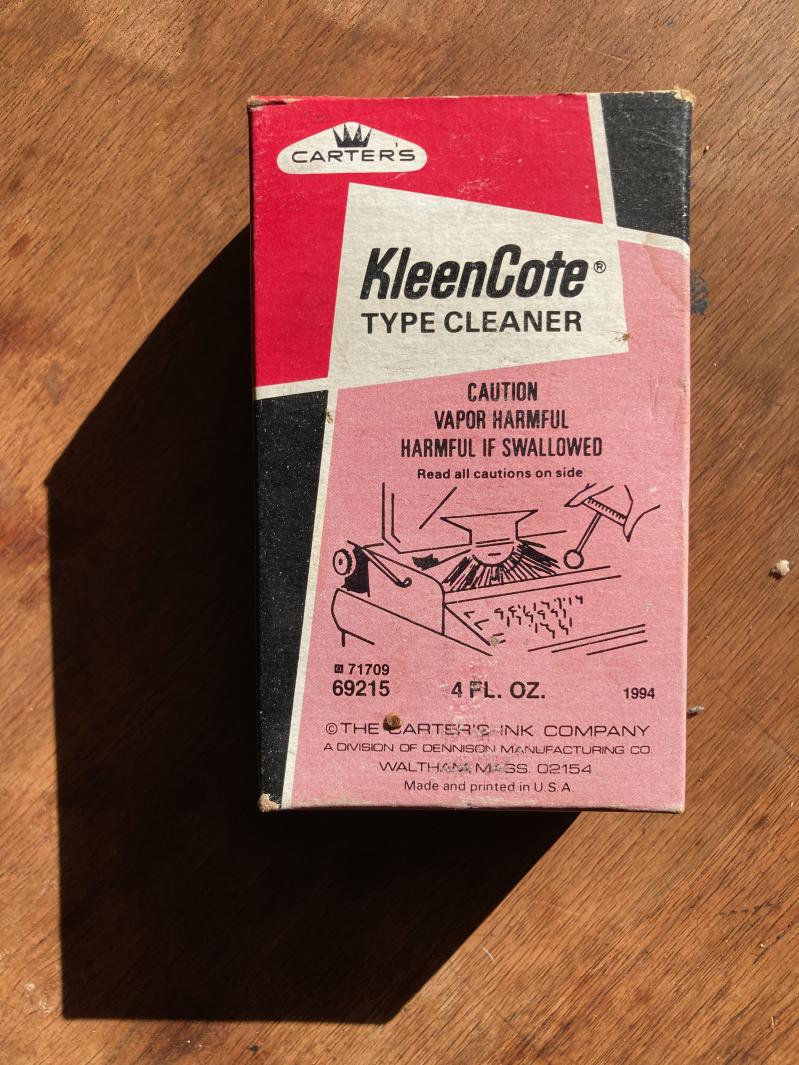 CARTER'S
KleenCote®
TYPE CLEANER
CAUTION
VAPOR HARMFUL
HARMFUL IF SWALLOWED
Read all cautions on side
71709
69215 4 FL. OZ. 1994
© THE CARTER'S INK COMPANY
A DIVISION OF DENNISON MANUFACTURING CO.
WALTHAM, MASS. 02154
Made and printed in U.S.A.